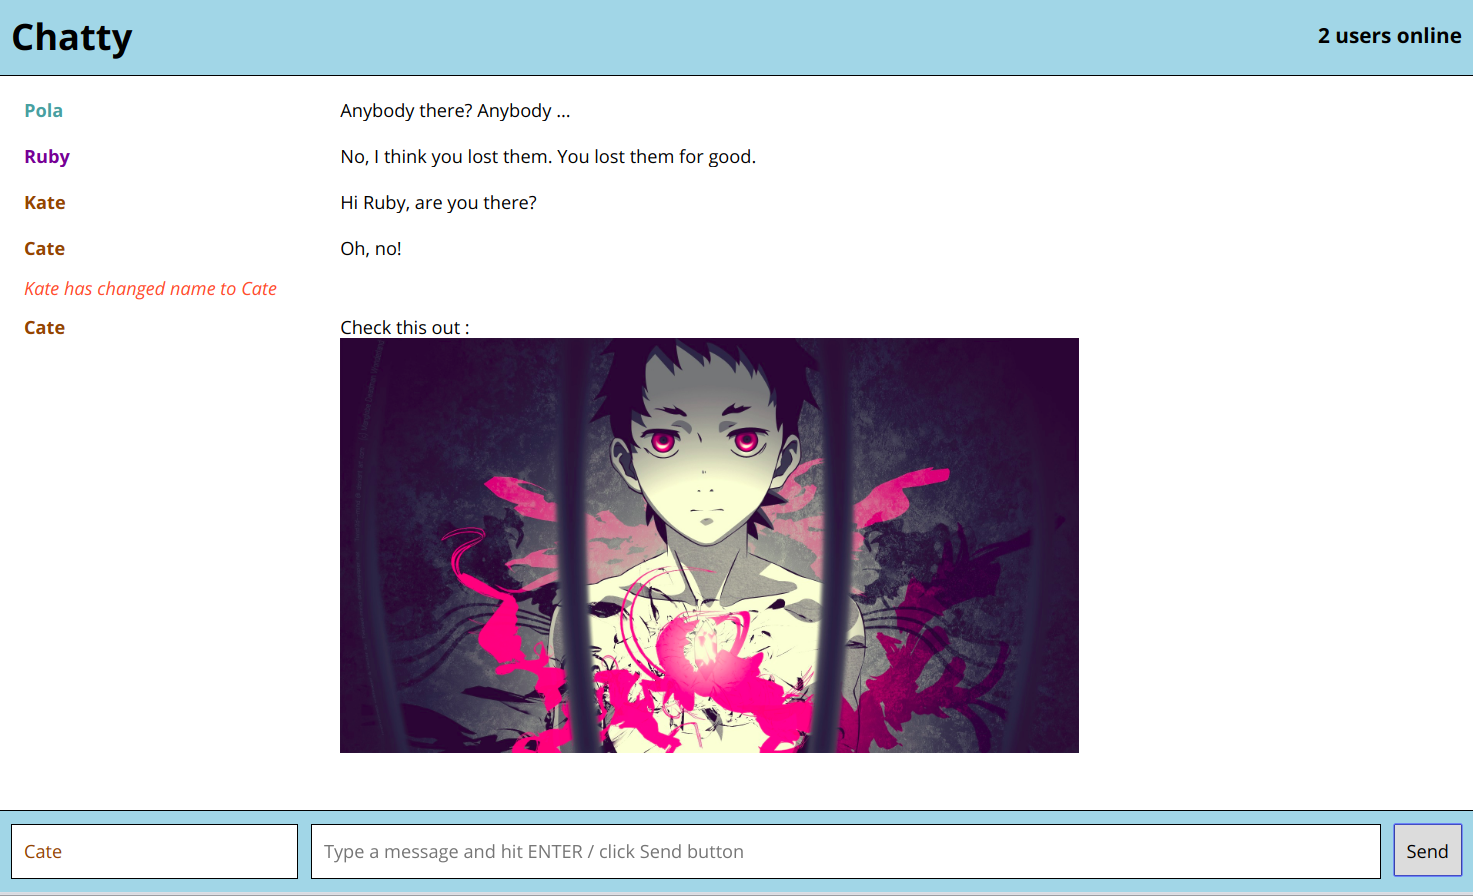 Chatty
2 users online
Pola Anybody there? Anybody ...
Ruby No, I think you lost them. You lost them for good.
Kate Hi Ruby, are you there?
Cate Oh, no!
Kate has changed name to Cate
Cate Check this out :
Cate
Type a message and hit ENTER / click Send button
Send